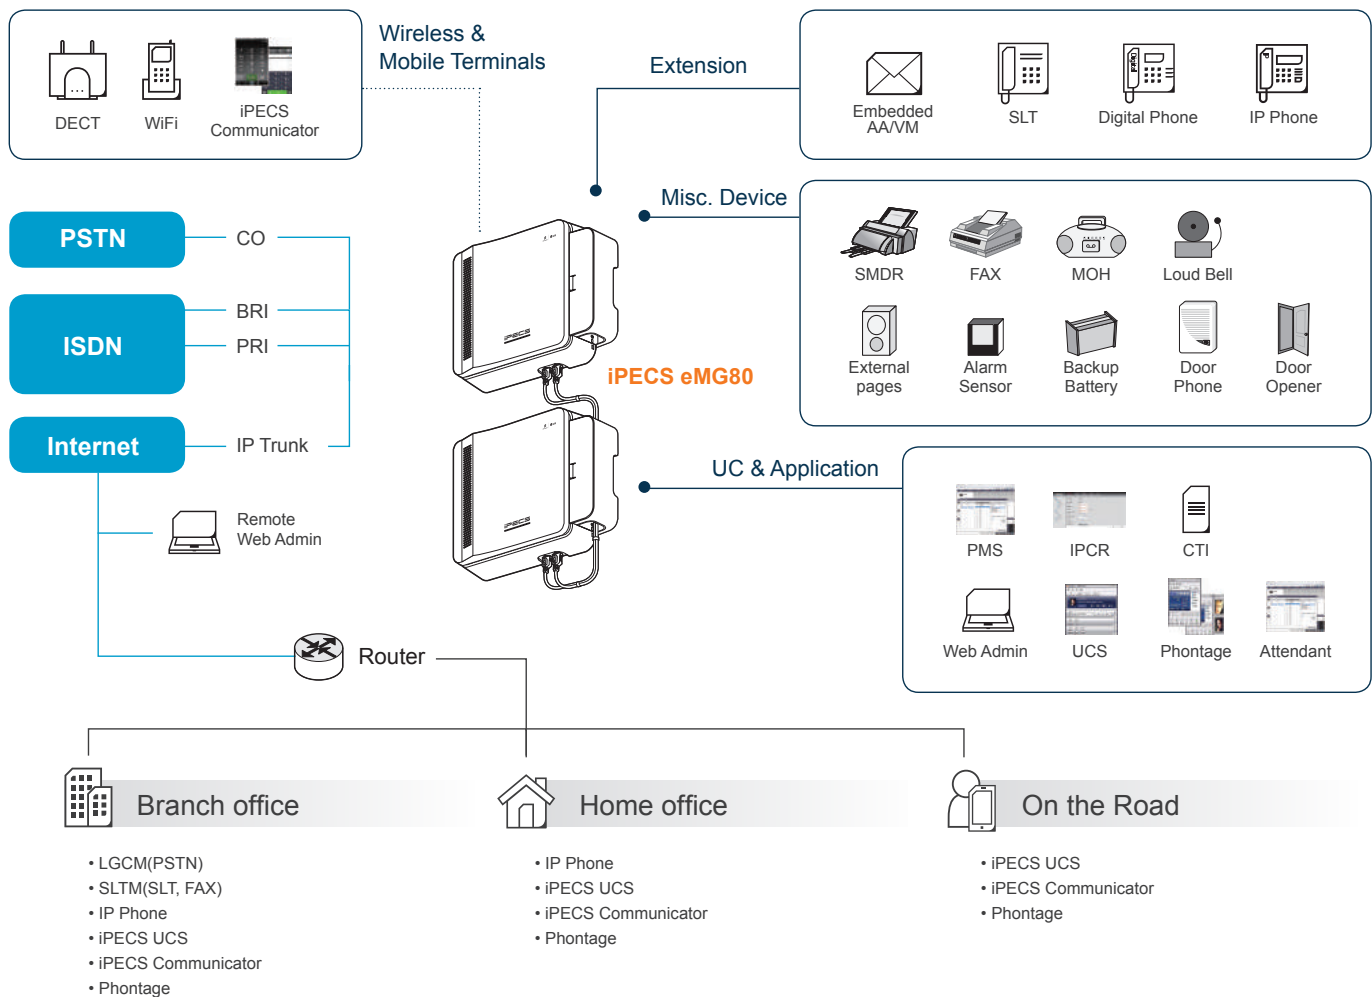 Wireless &
Mobile Terminals
DECT
WiFi
iPECS
Communicator
Extension
Embedded
AA/VM
SLT
Digital Phone
IP Phone
Misc. Device
SMDR
FAX
MOH
Loud Bell
External
pages
Alarm
Sensor
Backup
Battery
Door
Phone
Door
Opener
PSTN
CO
ISDN
BRI
PRI
Internet
IP Trunk
Remote
Web Admin
iPECS
iPECS eMG80
iPECS
UC & Application
PMS
IPCR
CTI
Web Admin
UCS
Phontage
Attendant
Router
Branch office
• LGCM(PSTN)
• SLTM(SLT, FAX)
• IP Phone
• iPECS UCS
• iPECS Communicator
• Phontage
Home office
• IP Phone
• iPECS UCS
• iPECS Communicator
• Phontage
On the Road
• iPECS UCS
• iPECS Communicator
• Phontage